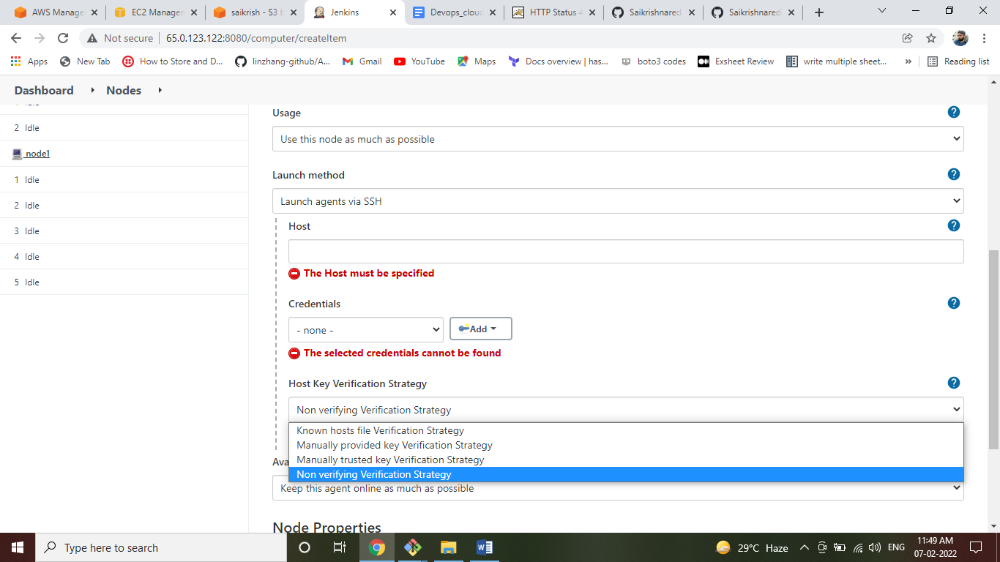 AWS Manage
EC2 Managem
saikrish - S3 b
Jenkins
Devops_cloud
HTTP Status 4
Saikrishnared
Saikrishnared
Not secure
65.0.123.122:8080/computer/createItem
Apps
New Tab
How to Store and D...
linzhang-github/A...
Gmail
YouTube
Maps
Docs overview | has...
boto3 codes
Exsheet Review
write multiple sheet...
»
Reading list
Dashboard
Nodes
2 Idle
node1
1 Idle
2 Idle
3 Idle
4 Idle
5 Idle
Usage
Use this node as much as possible
Launch method
Launch agents via SSH
Host
The Host must be specified
Credentials
- none -
Add
The selected credentials cannot be found
Host Key Verification Strategy
Non verifying Verification Strategy
Known hosts file Verification Strategy
Manually provided key Verification Strategy
Manually trusted key Verification Strategy
Non verifying Verification Strategy
Ava
Keep this agent online as much as possible
Node Properties
Type here to search
29°C Haze
ENG
11:49 AM
07-02-2022